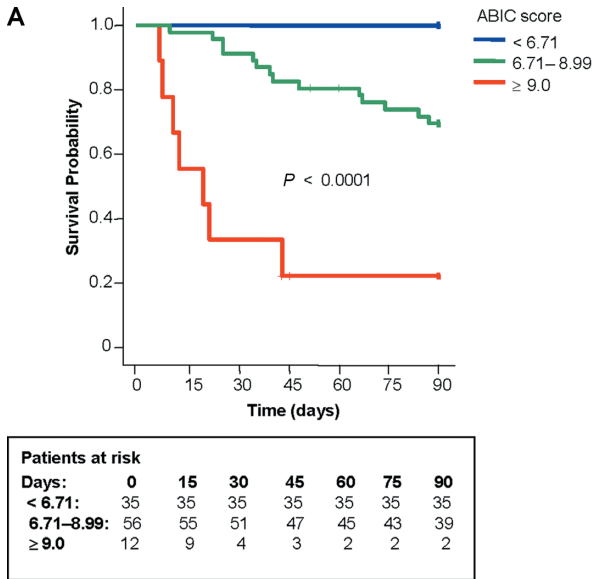 A
ABIC score
< 6.71
6.71–8.99
≥ 9.0
1.0
0.8
0.6
0.4
0.2
0
Survival Probability
P < 0.0001
0 15 30 45 60 75 90
Time (days)
Patients at risk
Days: 0 15 30 45 60 75 90
< 6.71: 35 35 35 35 35 35 35
6.71–8.99: 56 55 51 47 45 43 39
≥ 9.0 12 9 4 3 2 2 2